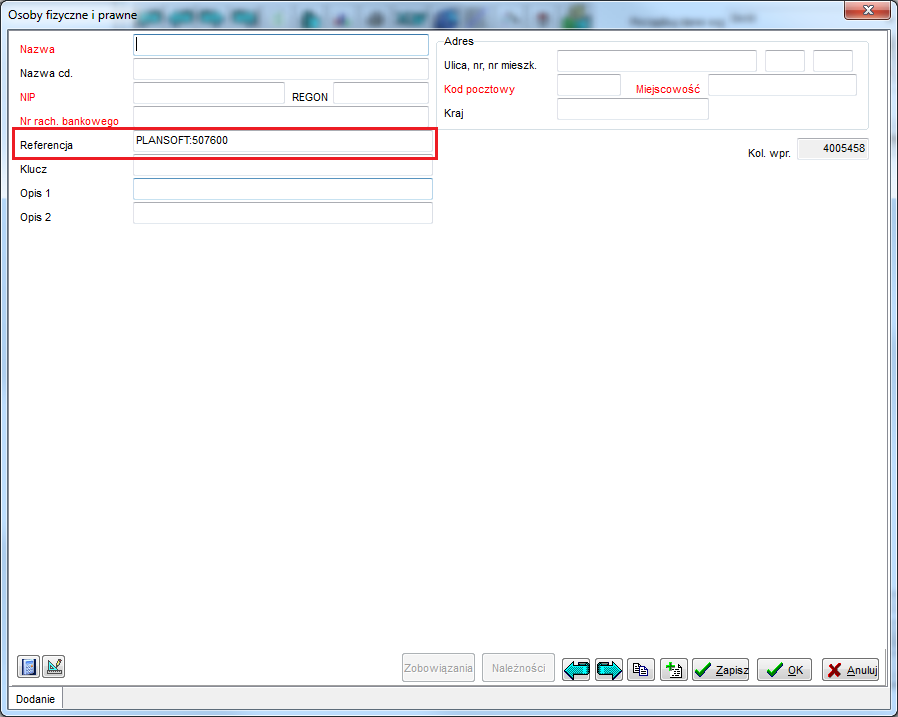 Osoby fizyczne i prawne
Nazwa
Nazwa cd.
NIP
REGON
Nr rach. bankowego
Referencja
PLANSOFT:507600
Klucz
Opis 1
Opis 2
Adres
Ulica, nr, nr mieszk.
Kod pocztowy
Miejscowość
Kraj
Kol. wpr.
4005458
Zobowiązania
Należności
Zapisz
OK
Anuluj
Dodanie